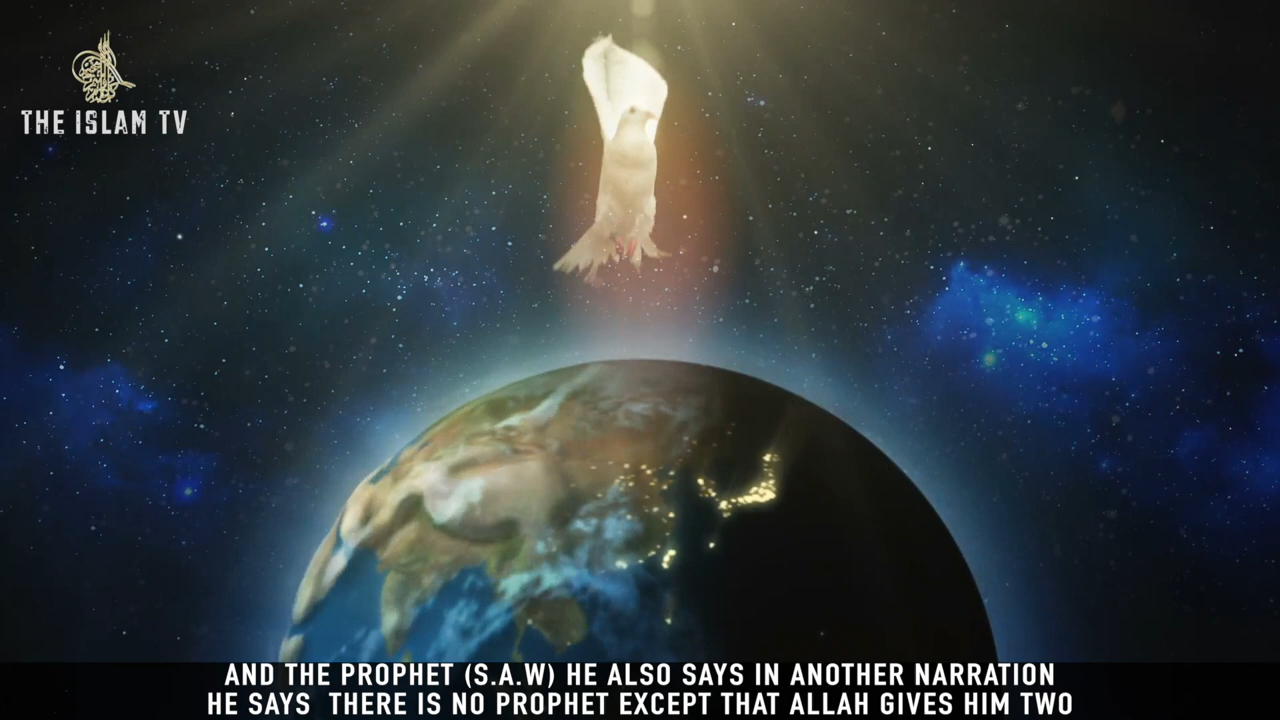 THE ISLAM TV
AND THE PROPHET (S.A.W) HE ALSO SAYS IN ANOTHER NARRATION
HE SAYS  THERE IS NO PROPHET EXCEPT THAT ALLAH GIVES HIM TWO